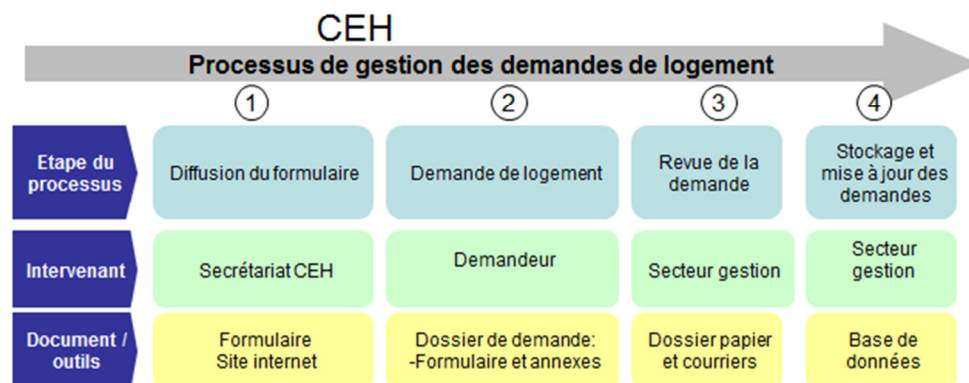 CEH
Processus de gestion des demandes de logement
1
2
3
4
Etape du
processus
Diffusion du formulaire
Demande de logement
Revue de la
demande
Stockage et
mise à jour des
demandes
Intervenant
Secrétariat CEH
Demandeur
Secteur gestion
Secteur
gestion
Document /
outils
Formulaire
Site internet
Dossier de demande:
-Formulaire et annexes
Dossier papier
et courriers
Base de
données